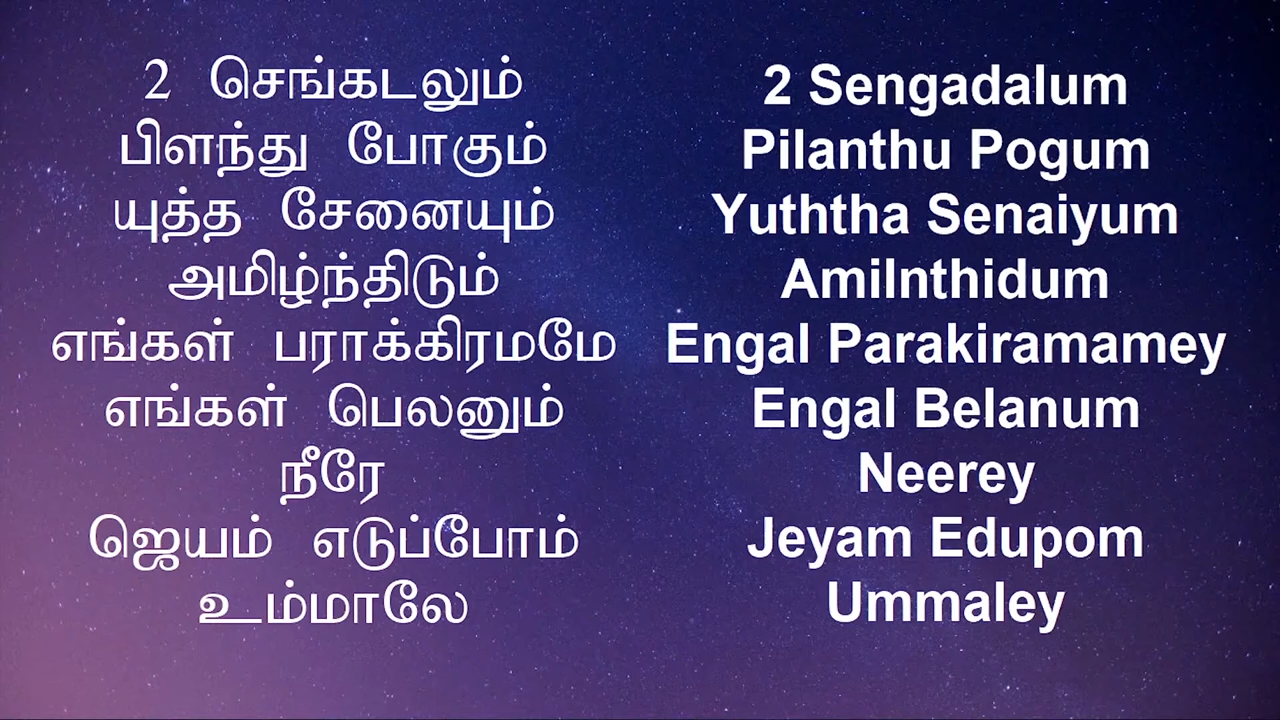 2 செங்கடலும்
பிளந்து போகும்
யுத்த சேனையும்
அமிழ்ந்திடும்
எங்கள் பராக்கிரமமே
எங்கள் பெலனும்
நீரே
ஜெயம் எடுப்போம்
உம்மாலே
2 Sengadalum
Pilanthu Pogum
Yuththa Senaiyum
Amilnthidum
Engal Parakiramamey
Engal Belanum
Neerey
Jeyam Edupom
Ummaley